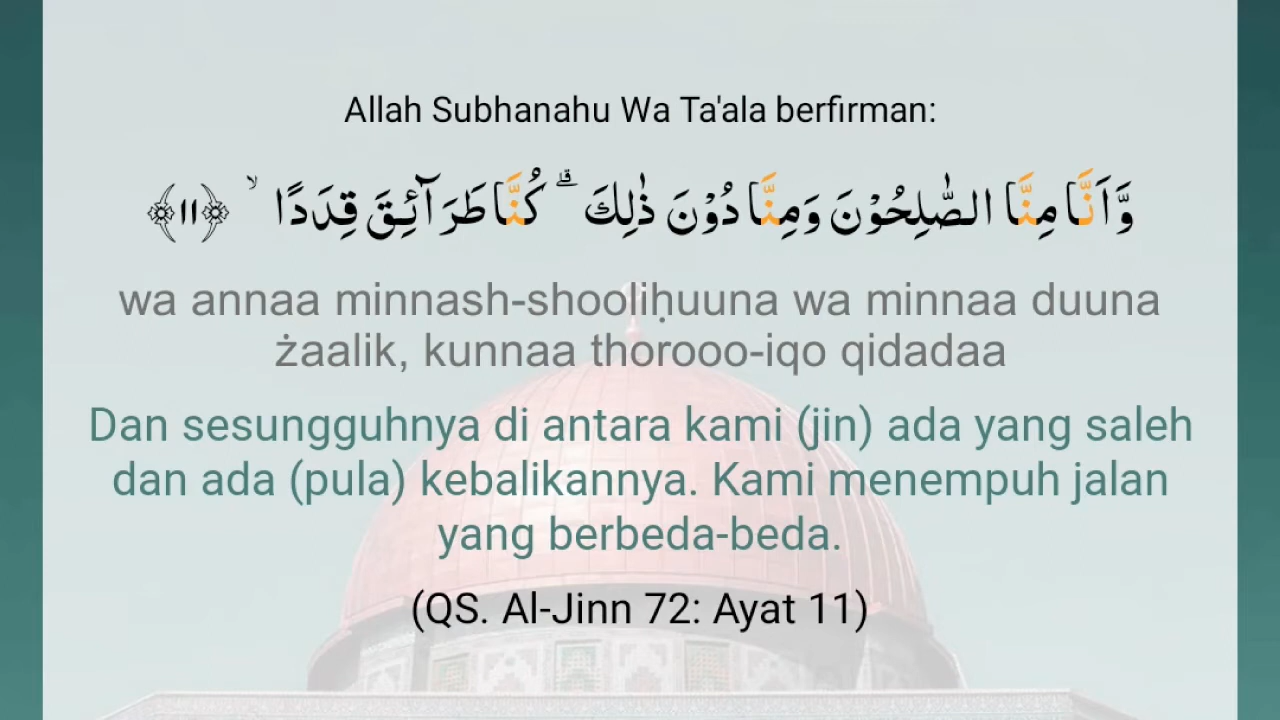 Allah Subhanahu Wa Ta'ala berfirman:
وَّاَنَّا مِنَّا الصّٰلِحُوْنَ وَمِنَّا دُوْنَ ذٰلِكَ ۗ كُنَّا طَرَاۤئِقَ قِدَدًا ۙ ﴿١١﴾
wa annaa minnash-shooliḥuuna wa minnaa duuna
żaalik, kunnaa thorooo-iqo qidadaa
Dan sesungguhnya di antara kami (jin) ada yang saleh
dan ada (pula) kebalikannya. Kami menempuh jalan
yang berbeda-beda.
(QS. Al-Jinn 72: Ayat 11)